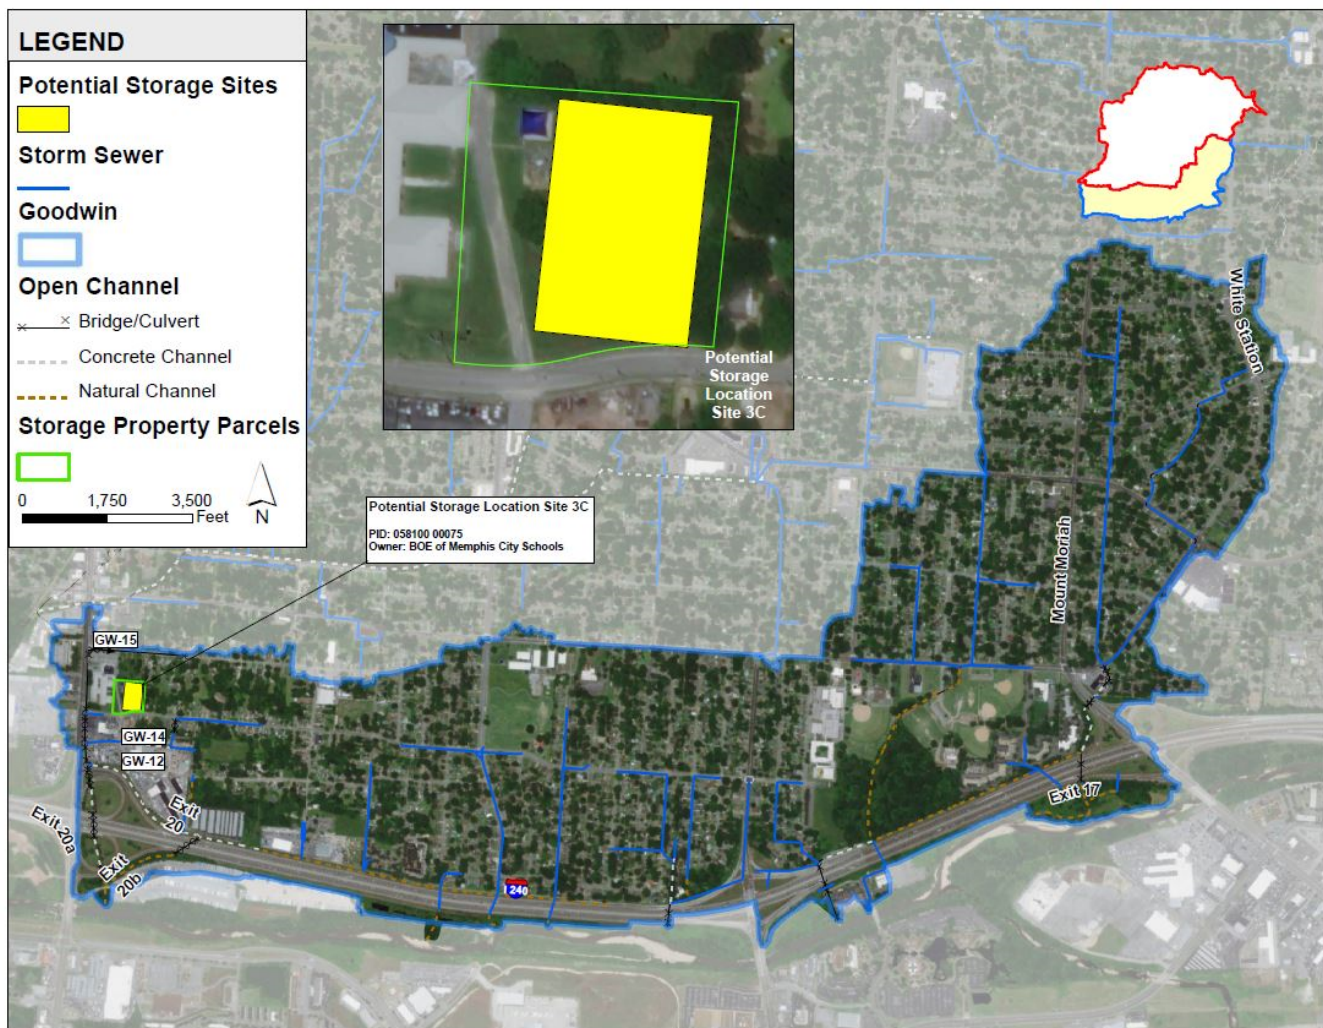 LEGEND
Potential Storage Sites
Storm Sewer
Goodwin
Open Channel
Bridge/Culvert
Concrete Channel
Natural Channel
Storage Property Parcels
0 1,750 3,500
Feet
N
Potential
Storage
Location
Site 3C
Potential Storage Location Site 3C
PID: 058100 00075
Owner: BOE of Memphis City Schools
White Station
Mount Moriah
GW-15
GW-14
GW-12
Exit 20
Exit 20a
Exit 20b
I 240
Exit 17